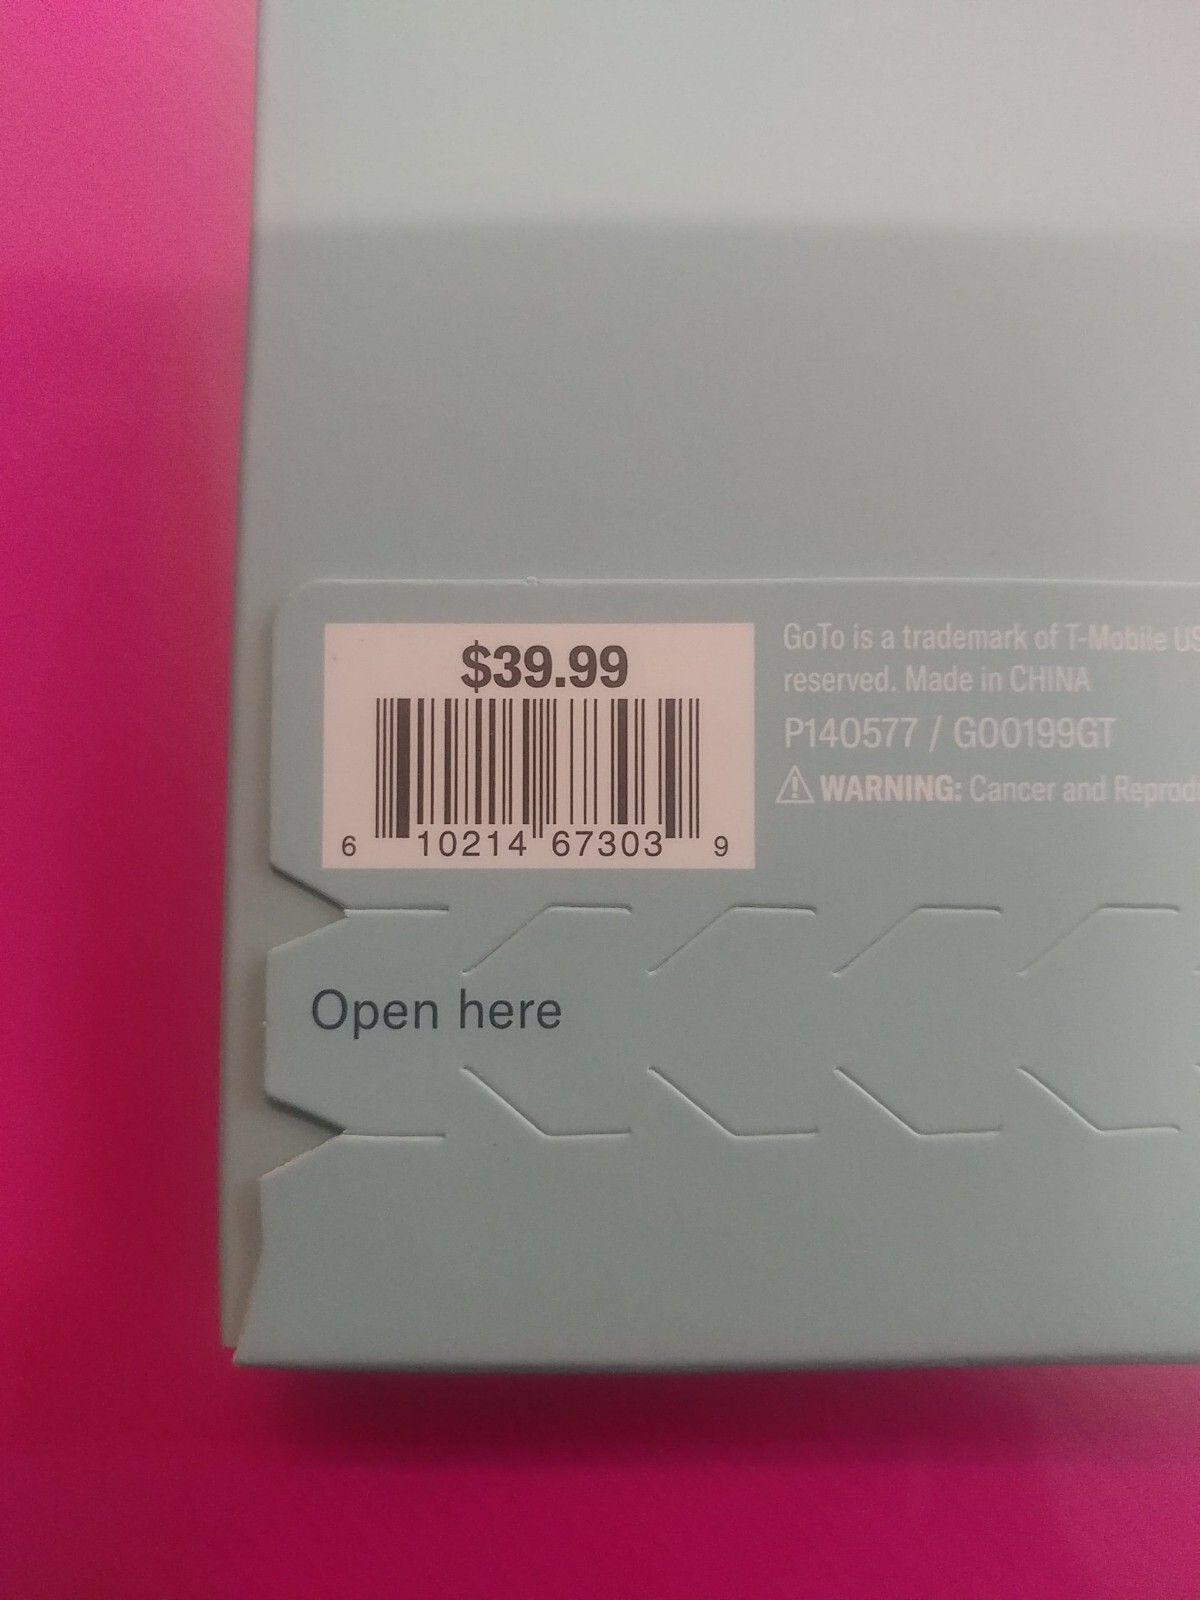 $39.99
6 10214 67303 9
GoTo is a trademark of T-Mobile US
reserved. Made in CHINA
P140577 / G00199GT
WARNING: Cancer and
Open here